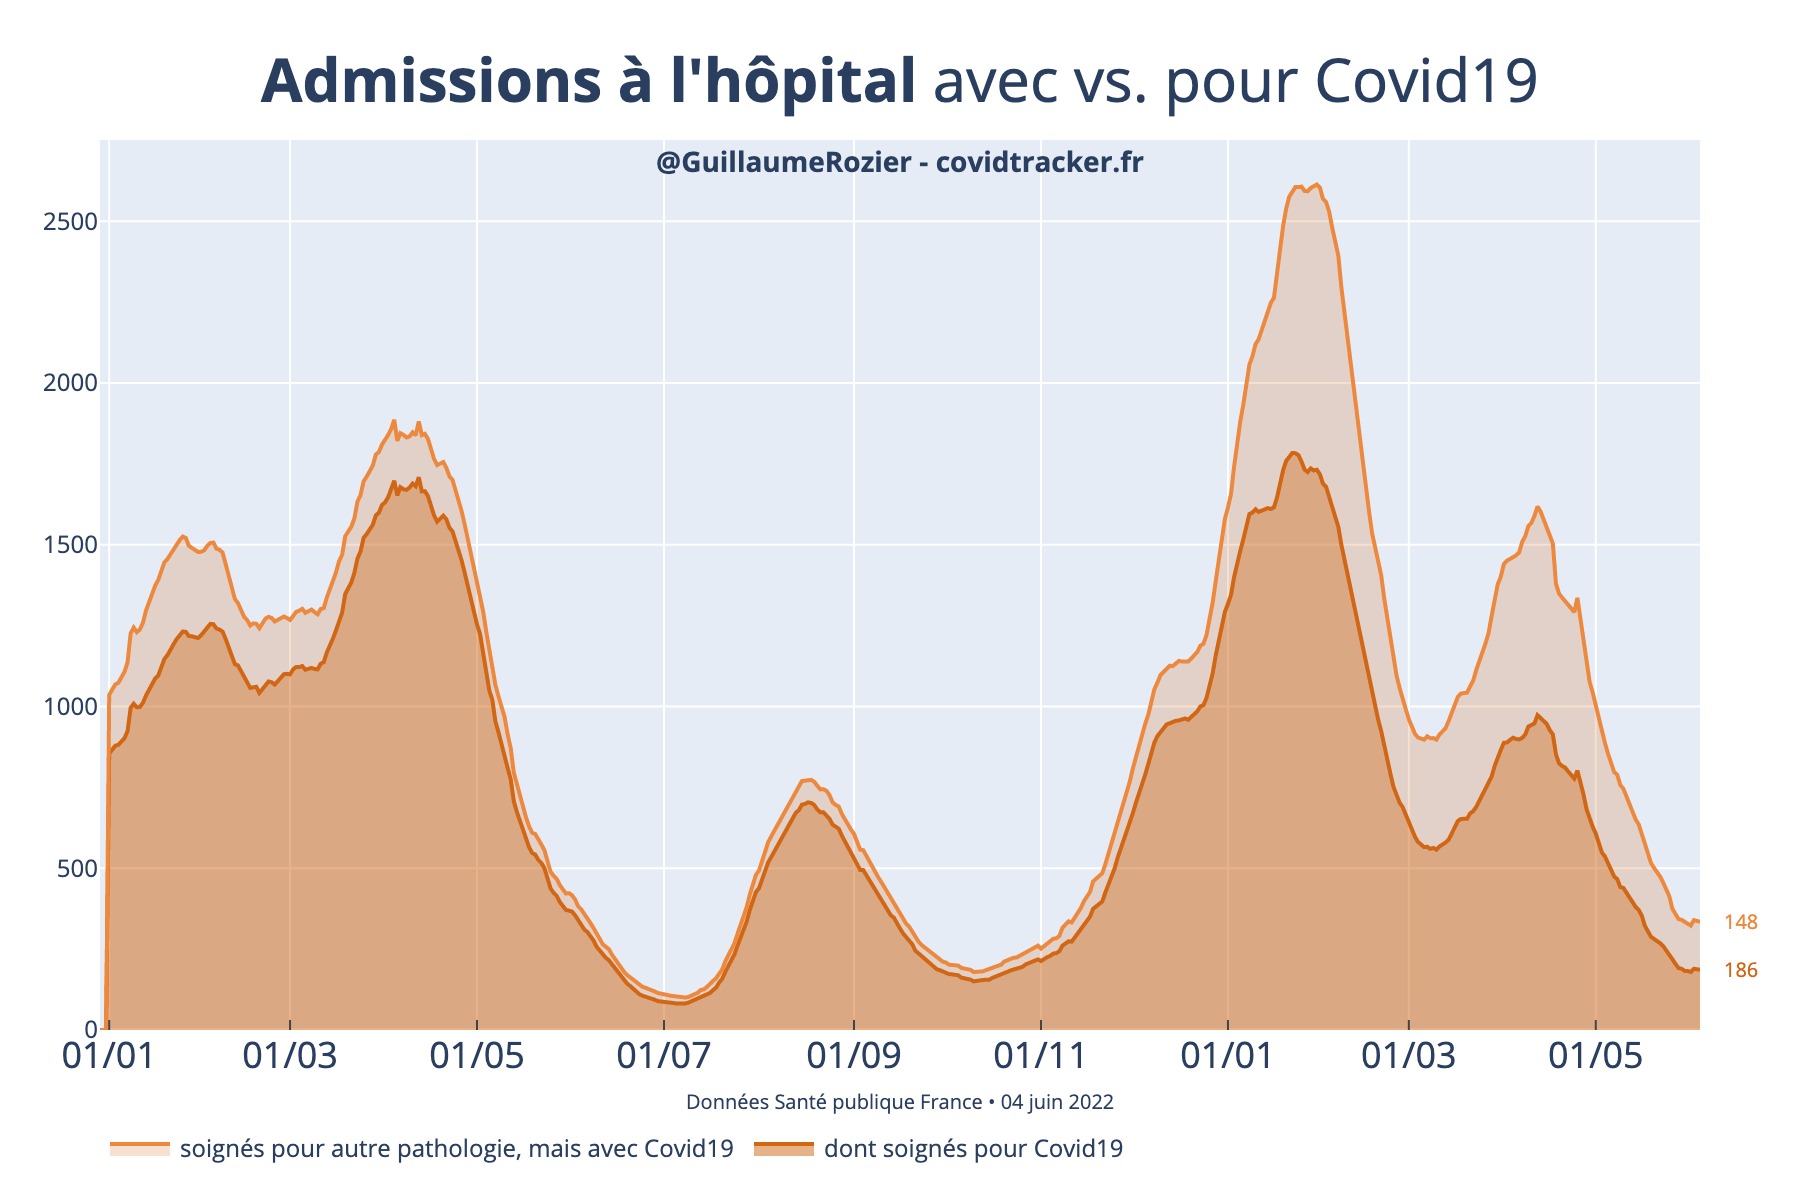 Admissions à l'hôpital avec vs. pour Covid19
@GuillaumeRozier - covidtracker.fr
2500
2000
1500
1000
500
0
148
186
01/01 01/03 01/05 01/07 01/09 01/11 01/01 01/03 01/05
Données Santé publique France • 04 juin 2022
soignés pour autre pathologie, mais avec Covid19 dont soignés pour Covid19